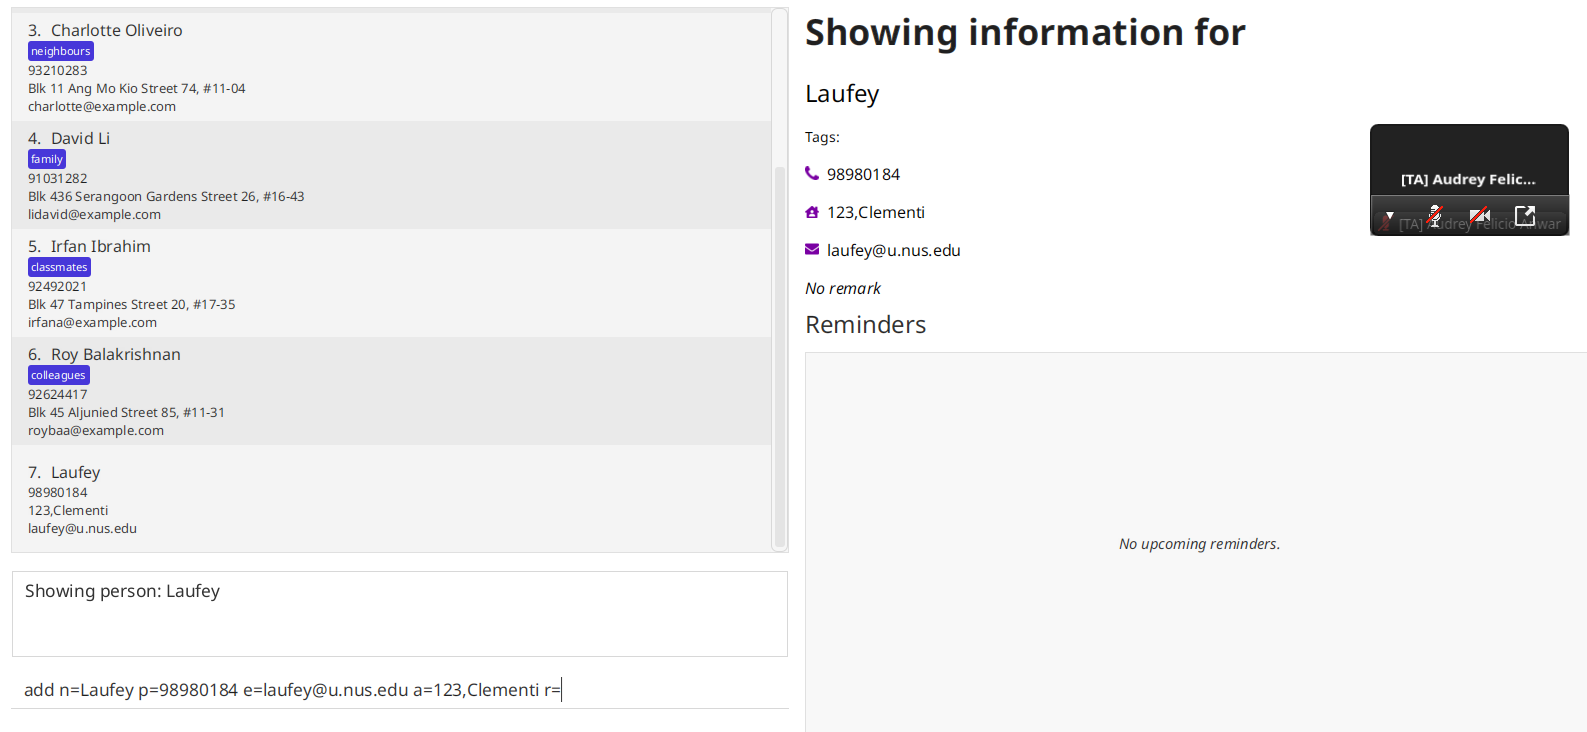 3. Charlotte Oliveiro
neighbours
93210283
Blk 11 Ang Mo Kio Street 74, #11-04
charlotte@example.com
4. David Li
family
91031282
Blk 436 Serangoon Gardens Street 26, #16-43
lidavid@example.com
5. Irfan Ibrahim
classmates
92492021
Blk 47 Tampines Street 20, #17-35
irfana@example.com
6. Roy Balakrishnan
colleagues
92624417
Blk 45 Aljunied Street 85, #11-31
roybaa@example.com
7. Laufey
98980184
123,Clementi
laufey@u.nus.edu
Showing person: Laufey
add n=Laufey p=98980184 e=laufey@u.nus.edu a=123,Clementi r=
Showing information for
Laufey
Tags:
98980184
123,Clementi
laufey@u.nus.edu
No remark
Reminders
No upcoming reminders.
[TA] Audrey Felic...
[TA] Audrey Felicio Anwar